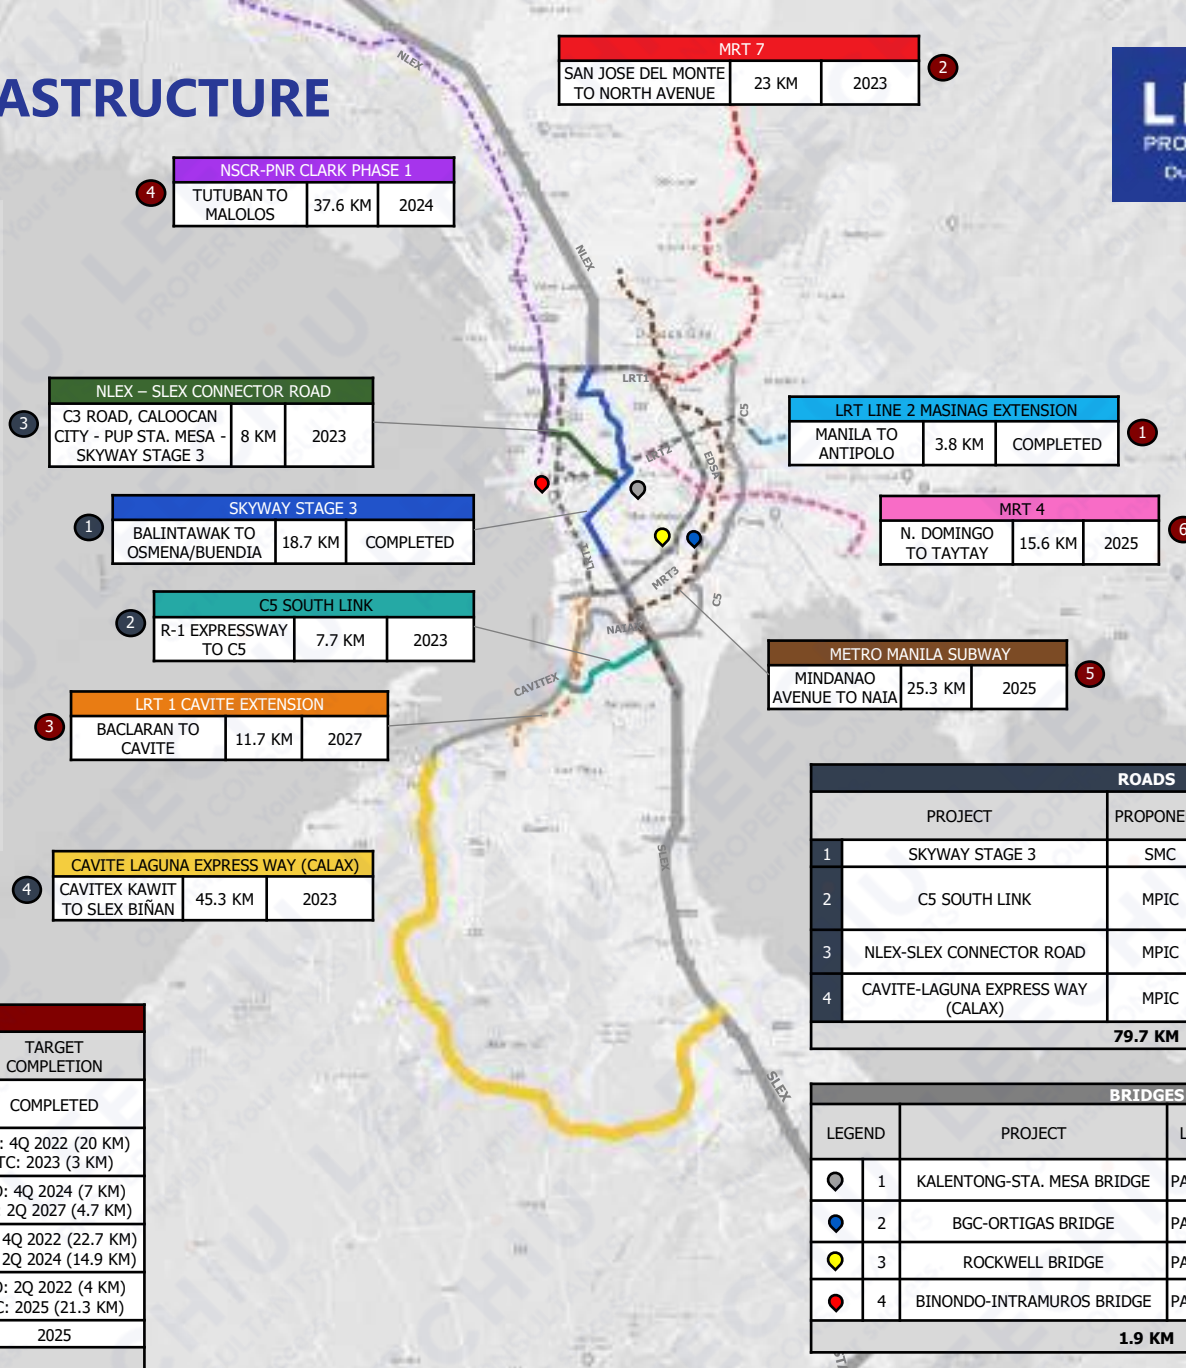 ASTRUCTURE
MRT 7
SAN JOSE DEL MONTE
TO NORTH AVENUE
23 KM
2023
2
NSCR-PNR CLARK PHASE 1
TUTUBAN TO
MALOLOS
37.6 KM
2024
4
NLEX
NLEX
NLEX – SLEX CONNECTOR ROAD
C3 ROAD, CALOOCAN
CITY - PUP STA. MESA -
SKYWAY STAGE 3
8 KM
2023
3
LRT1
C5
LRT LINE 2 MASINAG EXTENSION
MANILA TO
ANTIPOLO
3.8 KM
COMPLETED
1
LRT2
EDSA
SKYWAY STAGE 3
BALINTAWAK TO
OSMENA/BUENDIA
18.7 KM
COMPLETED
1
MRT 4
N. DOMINGO
TO TAYTAY
15.6 KM
2025
6
LRT1
MRT3
C5
C5 SOUTH LINK
R-1 EXPRESSWAY
TO C5
7.7 KM
2023
2
NAIAX
METRO MANILA SUBWAY
MINDANAO
AVENUE TO NAIA
25.3 KM
2025
5
CAVITEX
LRT 1 CAVITE EXTENSION
BACLARAN TO
CAVITE
11.7 KM
2027
3
SLEX
CAVITE LAGUNA EXPRESS WAY (CALAX)
CAVITEX KAWIT
TO SLEX BIÑAN
45.3 KM
2023
4
SLEX
ROADS
PROJECT
PROPONE
1
SKYWAY STAGE 3
SMC
2
C5 SOUTH LINK
MPIC
3
NLEX-SLEX CONNECTOR ROAD
MPIC
4
CAVITE-LAGUNA EXPRESS WAY
(CALAX)
MPIC
79.7 KM
TARGET
COMPLETION
COMPLETED
: 4Q 2022 (20 KM)
TC: 2023 (3 KM)
O: 4Q 2024 (7 KM)
: 2Q 2027 (4.7 KM)
4Q 2022 (22.7 KM)
2Q 2024 (14.9 KM)
O: 2Q 2022 (4 KM)
C: 2025 (21.3 KM)
2025
BRIDGES
LEGEND
PROJECT
L
1
KALENTONG-STA. MESA BRIDGE
PA
2
BGC-ORTIGAS BRIDGE
PA
3
ROCKWELL BRIDGE
PA
4
BINONDO-INTRAMUROS BRIDGE
PA
1.9 KM